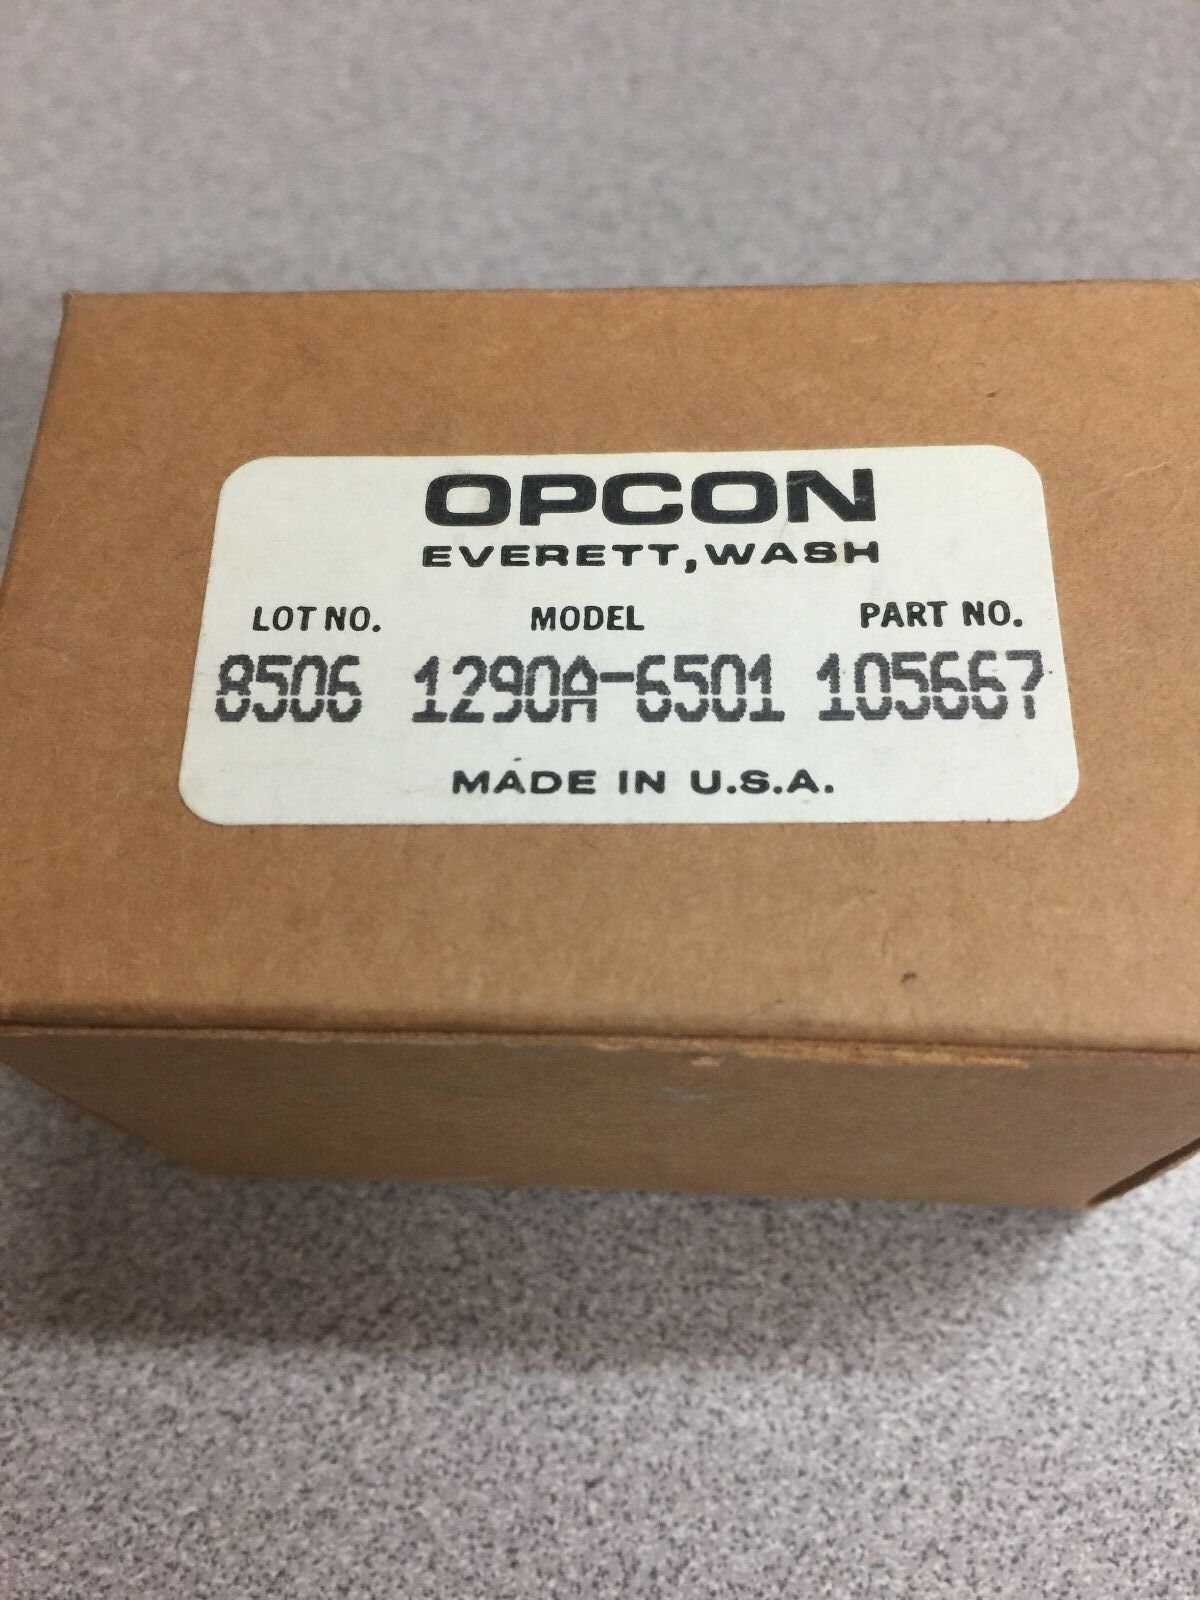 OPCON
EVERETT, WASH
LOT NO. MODEL PART NO.
8506 1290A-6501 105667
MADE IN U.S.A.